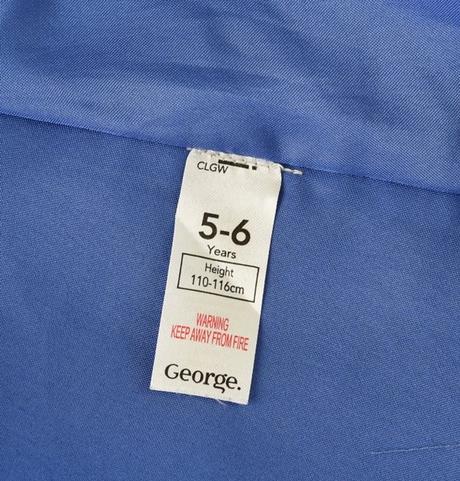 CLGW
5-6
Years
Height
110-116cm
WARNING
KEEP AWAY FROM FIRE
George.